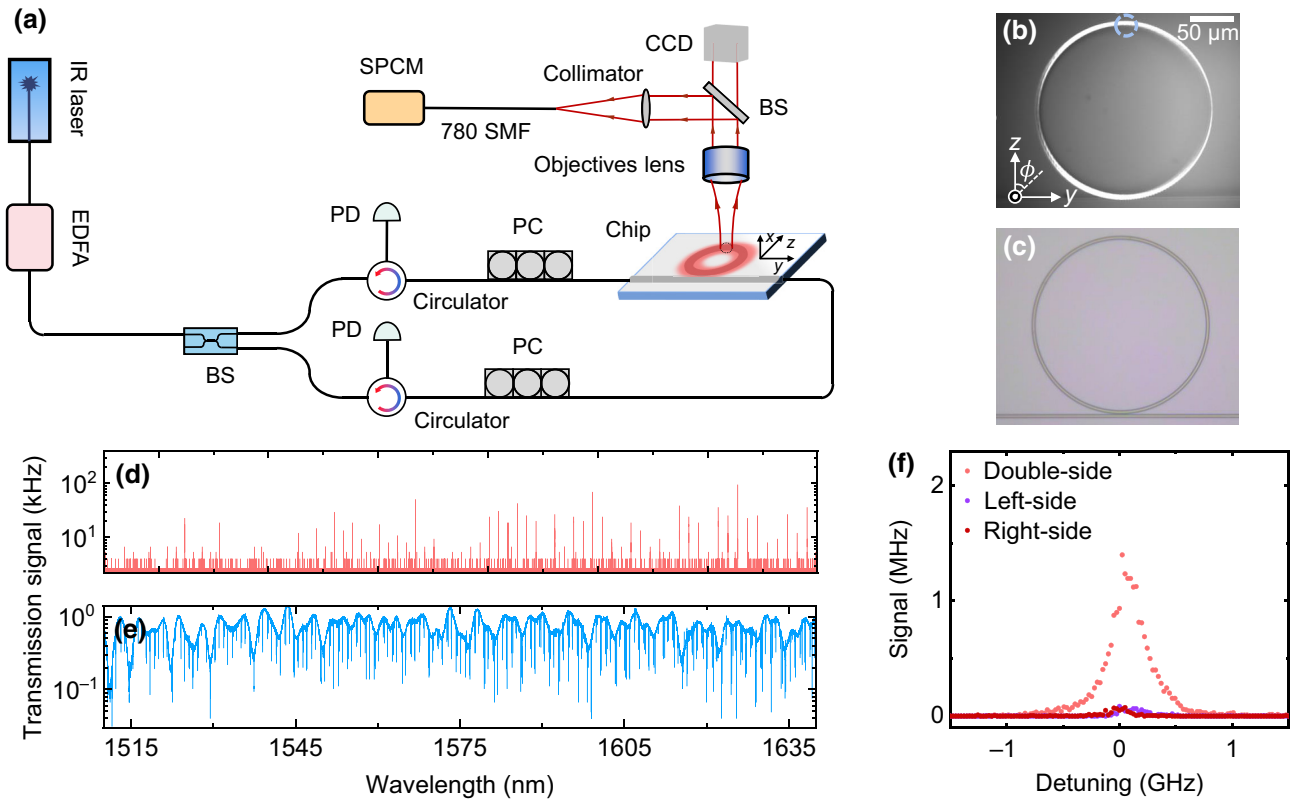 (a)
IR laser
EDFA
BS
PD
Circulator
PC
PD
Circulator
PC
SPCM
780 SMF
Collimator
CCD
BS
Objectives lens
Chip
x
z
y
(b)
50 μm
z
ϕ
y
(c)
(d)
Transmission signal (kHz)
10²
10¹
(e)
10⁰
10⁻¹
1515
1545
1575
1605
1635
Wavelength (nm)
(f)
Double-side
Left-side
Right-side
Signal (MHz)
2
1
0
−1
0
1
Detuning (GHz)